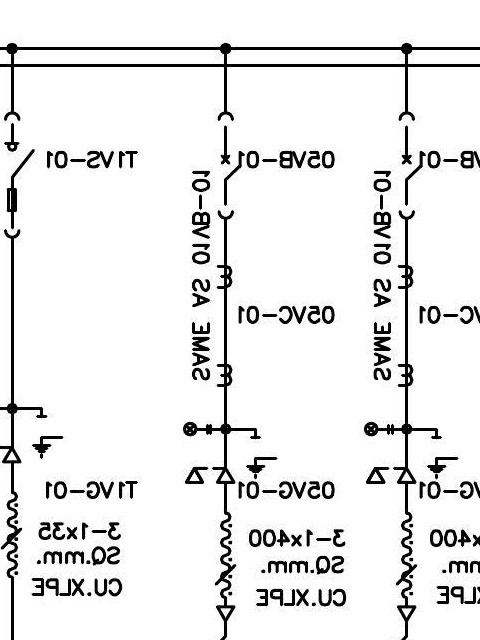 T1VS-01
T1VG-01
3-1x35
SQ.mm.
CU.XLPE
05VB-01
SAME AS 01VB-01
05VC-01
05VG-01
3-1x400
SQ.mm.
CU.XLPE
VB-01
SAME AS 01VB-01
VC-01
VG-01
x400
mm.
LPE